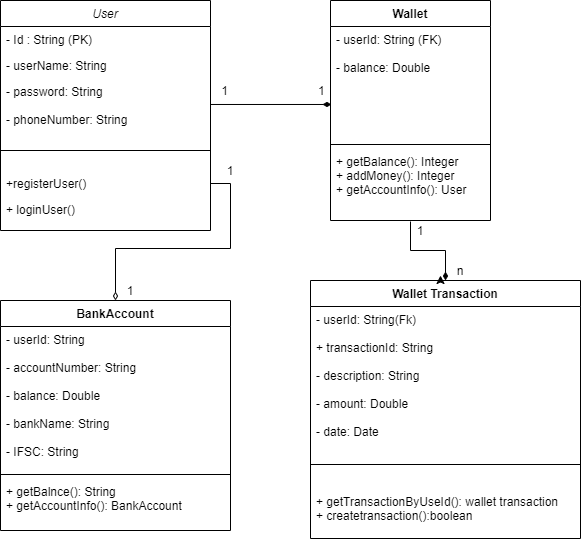 User
- Id : String (PK)
- userName: String
- password: String
- phoneNumber: String
+registerUser()
+ loginUser()
1
1
Wallet
- userId: String (FK)
- balance: Double
+ getBalance(): Integer
+ addMoney(): Integer
+ getAccountInfo(): User
1
1
1
n
BankAccount
- userId: String
- accountNumber: String
- balance: Double
- bankName: String
- IFSC: String
+ getBalnce(): String
+ getAccountInfo(): BankAccount
Wallet Transaction
- userId: String(Fk)
+ transactionId: String
- description: String
- amount: Double
- date: Date
+ getTransactionByUseId(): wallet transaction
+ createtransaction():boolean